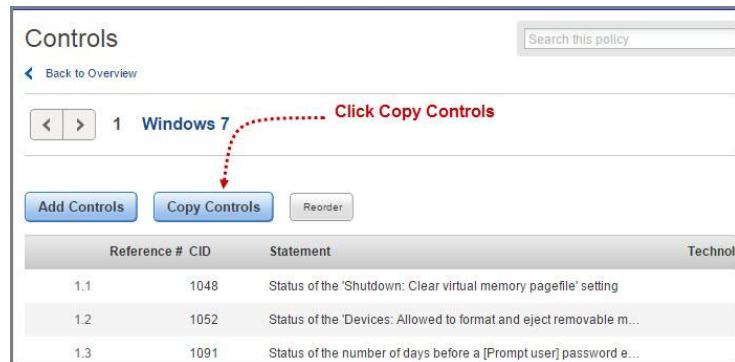 Controls
Search this policy
Back to Overview
1 Windows 7
Click Copy Controls
Add Controls Copy Controls Reorder
Reference # CID Statement Technol
1.1 1048 Status of the 'Shutdown: Clear virtual memory pagefile' setting
1.2 1052 Status of the 'Devices: Allowed to format and eject removable m...
1.3 1091 Status of the number of days before a [Prompt user] password e...